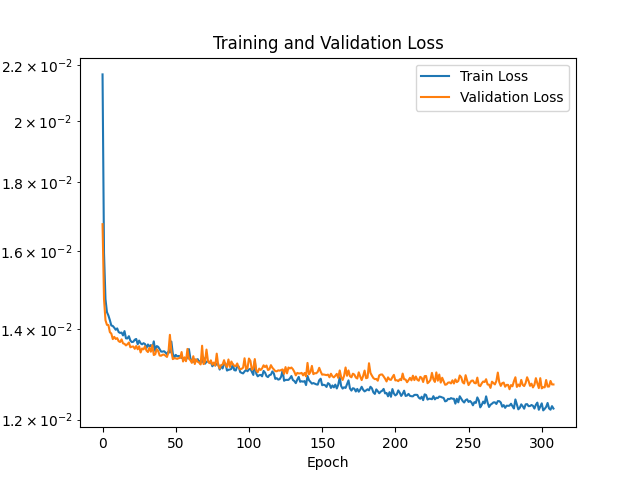 Training and Validation Loss
2.2 × 10⁻²
2 × 10⁻²
1.8 × 10⁻²
1.6 × 10⁻²
1.4 × 10⁻²
1.2 × 10⁻²
Train Loss
Validation Loss
0 50 100 150 200 250 300
Epoch